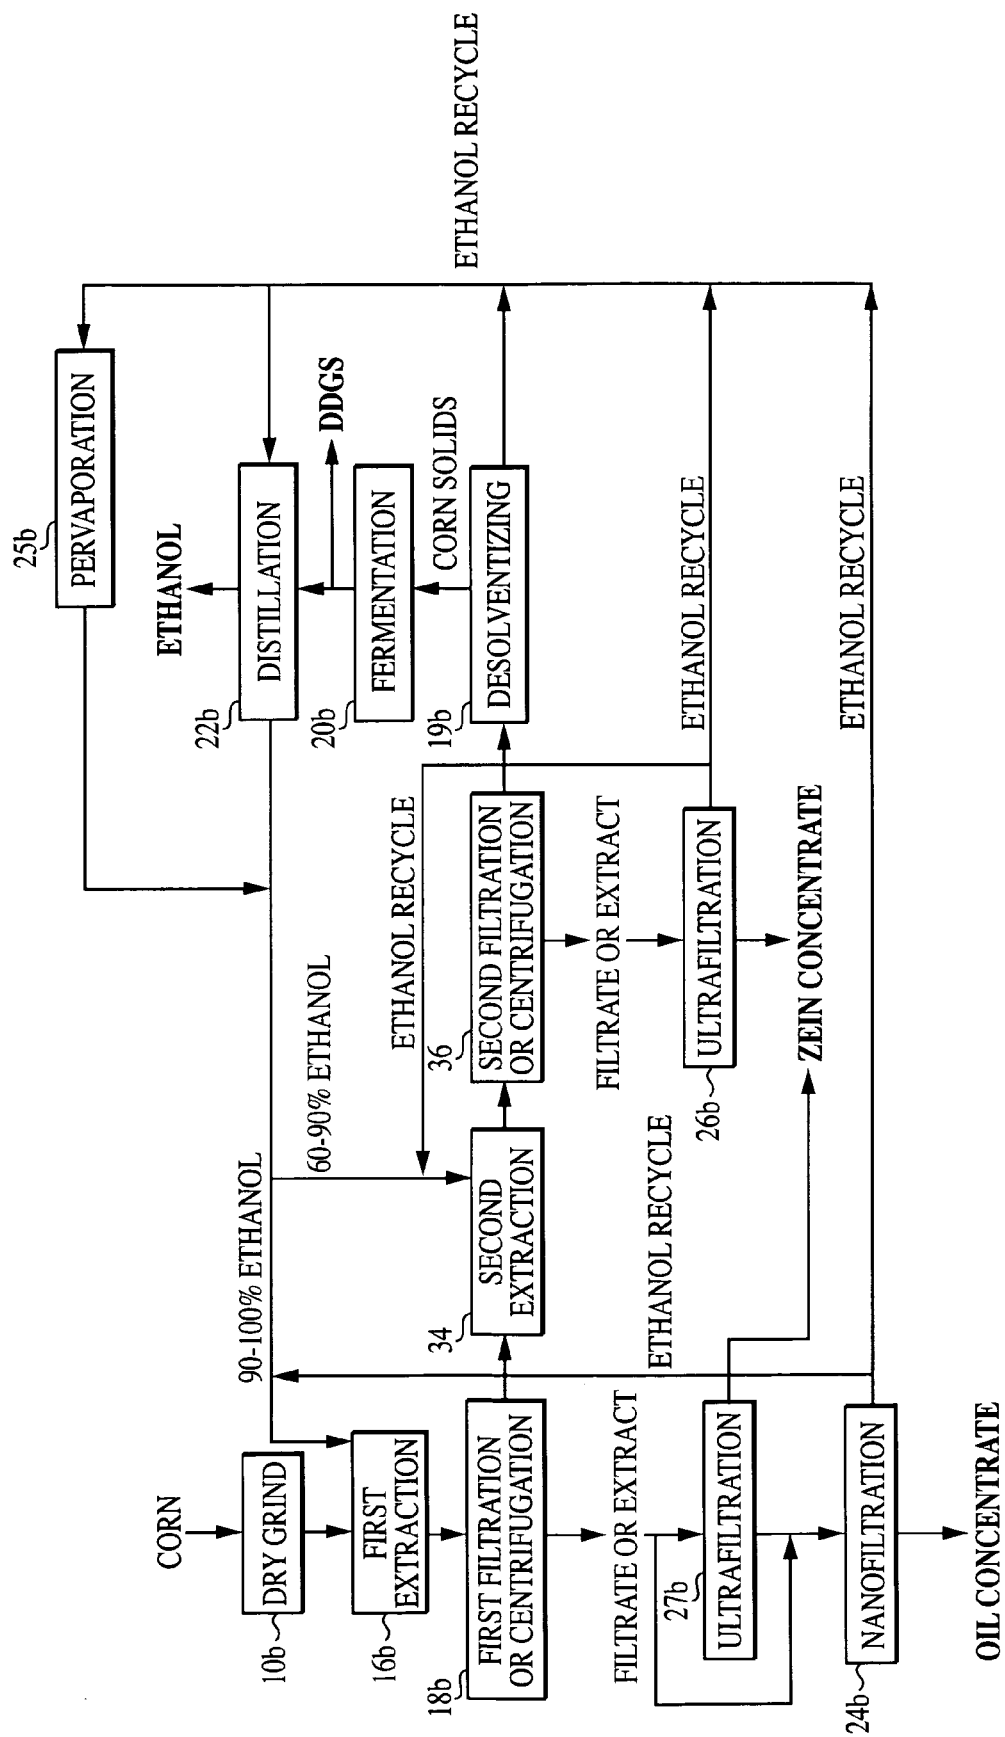 CORN
DRY GRIND
10b
FIRST
EXTRACTION
16b
FIRST FILTRATION
OR CENTRIFUGATION
18b
FILTRATE OR EXTRACT
ULTRAFILTRATION
27b
NANOFILTRATION
24b
OIL CONCENTRATE
90-100% ETHANOL
60-90% ETHANOL
ETHANOL RECYCLE
SECOND
EXTRACTION
34
ETHANOL RECYCLE
SECOND FILTRATION
OR CENTRIFUGATION
36
FILTRATE OR EXTRACT
ULTRAFILTRATION
26b
ZEIN CONCENTRATE
PERVAPORATION
25b
ETHANOL
DISTILLATION
22b
DDGS
FERMENTATION
20b
CORN SOLIDS
DESOLVENTIZING
19b
ETHANOL RECYCLE
ETHANOL RECYCLE
ETHANOL RECYCLE